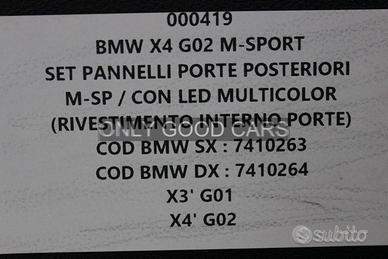 000419
BMW X4 G02 M-SPORT
SET PANNELLI PORTE POSTERIORI
M-SP / CON LED MULTICOLOR
(RIVESTIMENTO INTERNO PORTE)
ONLY GOOD CARS
COD BMW SX : 7410263
COD BMW DX : 7410264
X3' G01
X4' G02
subito